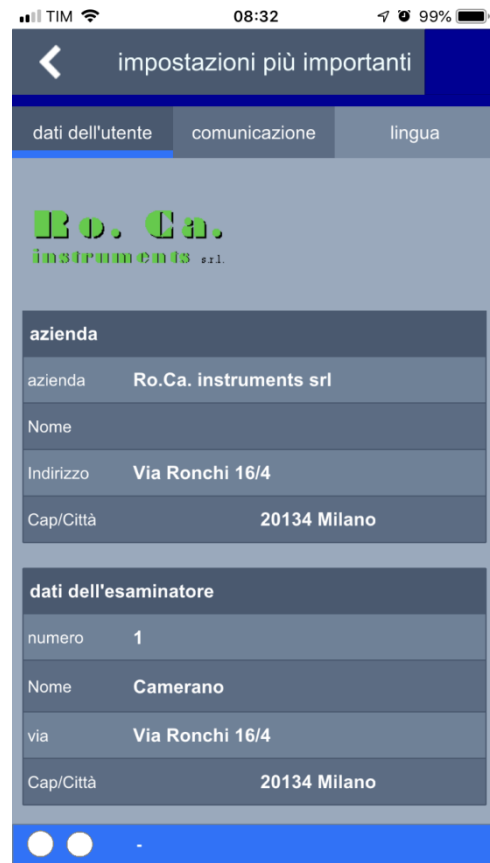 TIM 08:32 99%
impostazioni più importanti
dati dell'utente comunicazione lingua
Ro. Ca.
instruments s.r.l.
azienda
azienda Ro.Ca. instruments srl
Nome
Indirizzo Via Ronchi 16/4
Cap/Città 20134 Milano
dati dell'esaminatore
numero 1
Nome Camerano
via Via Ronchi 16/4
Cap/Città 20134 Milano
-